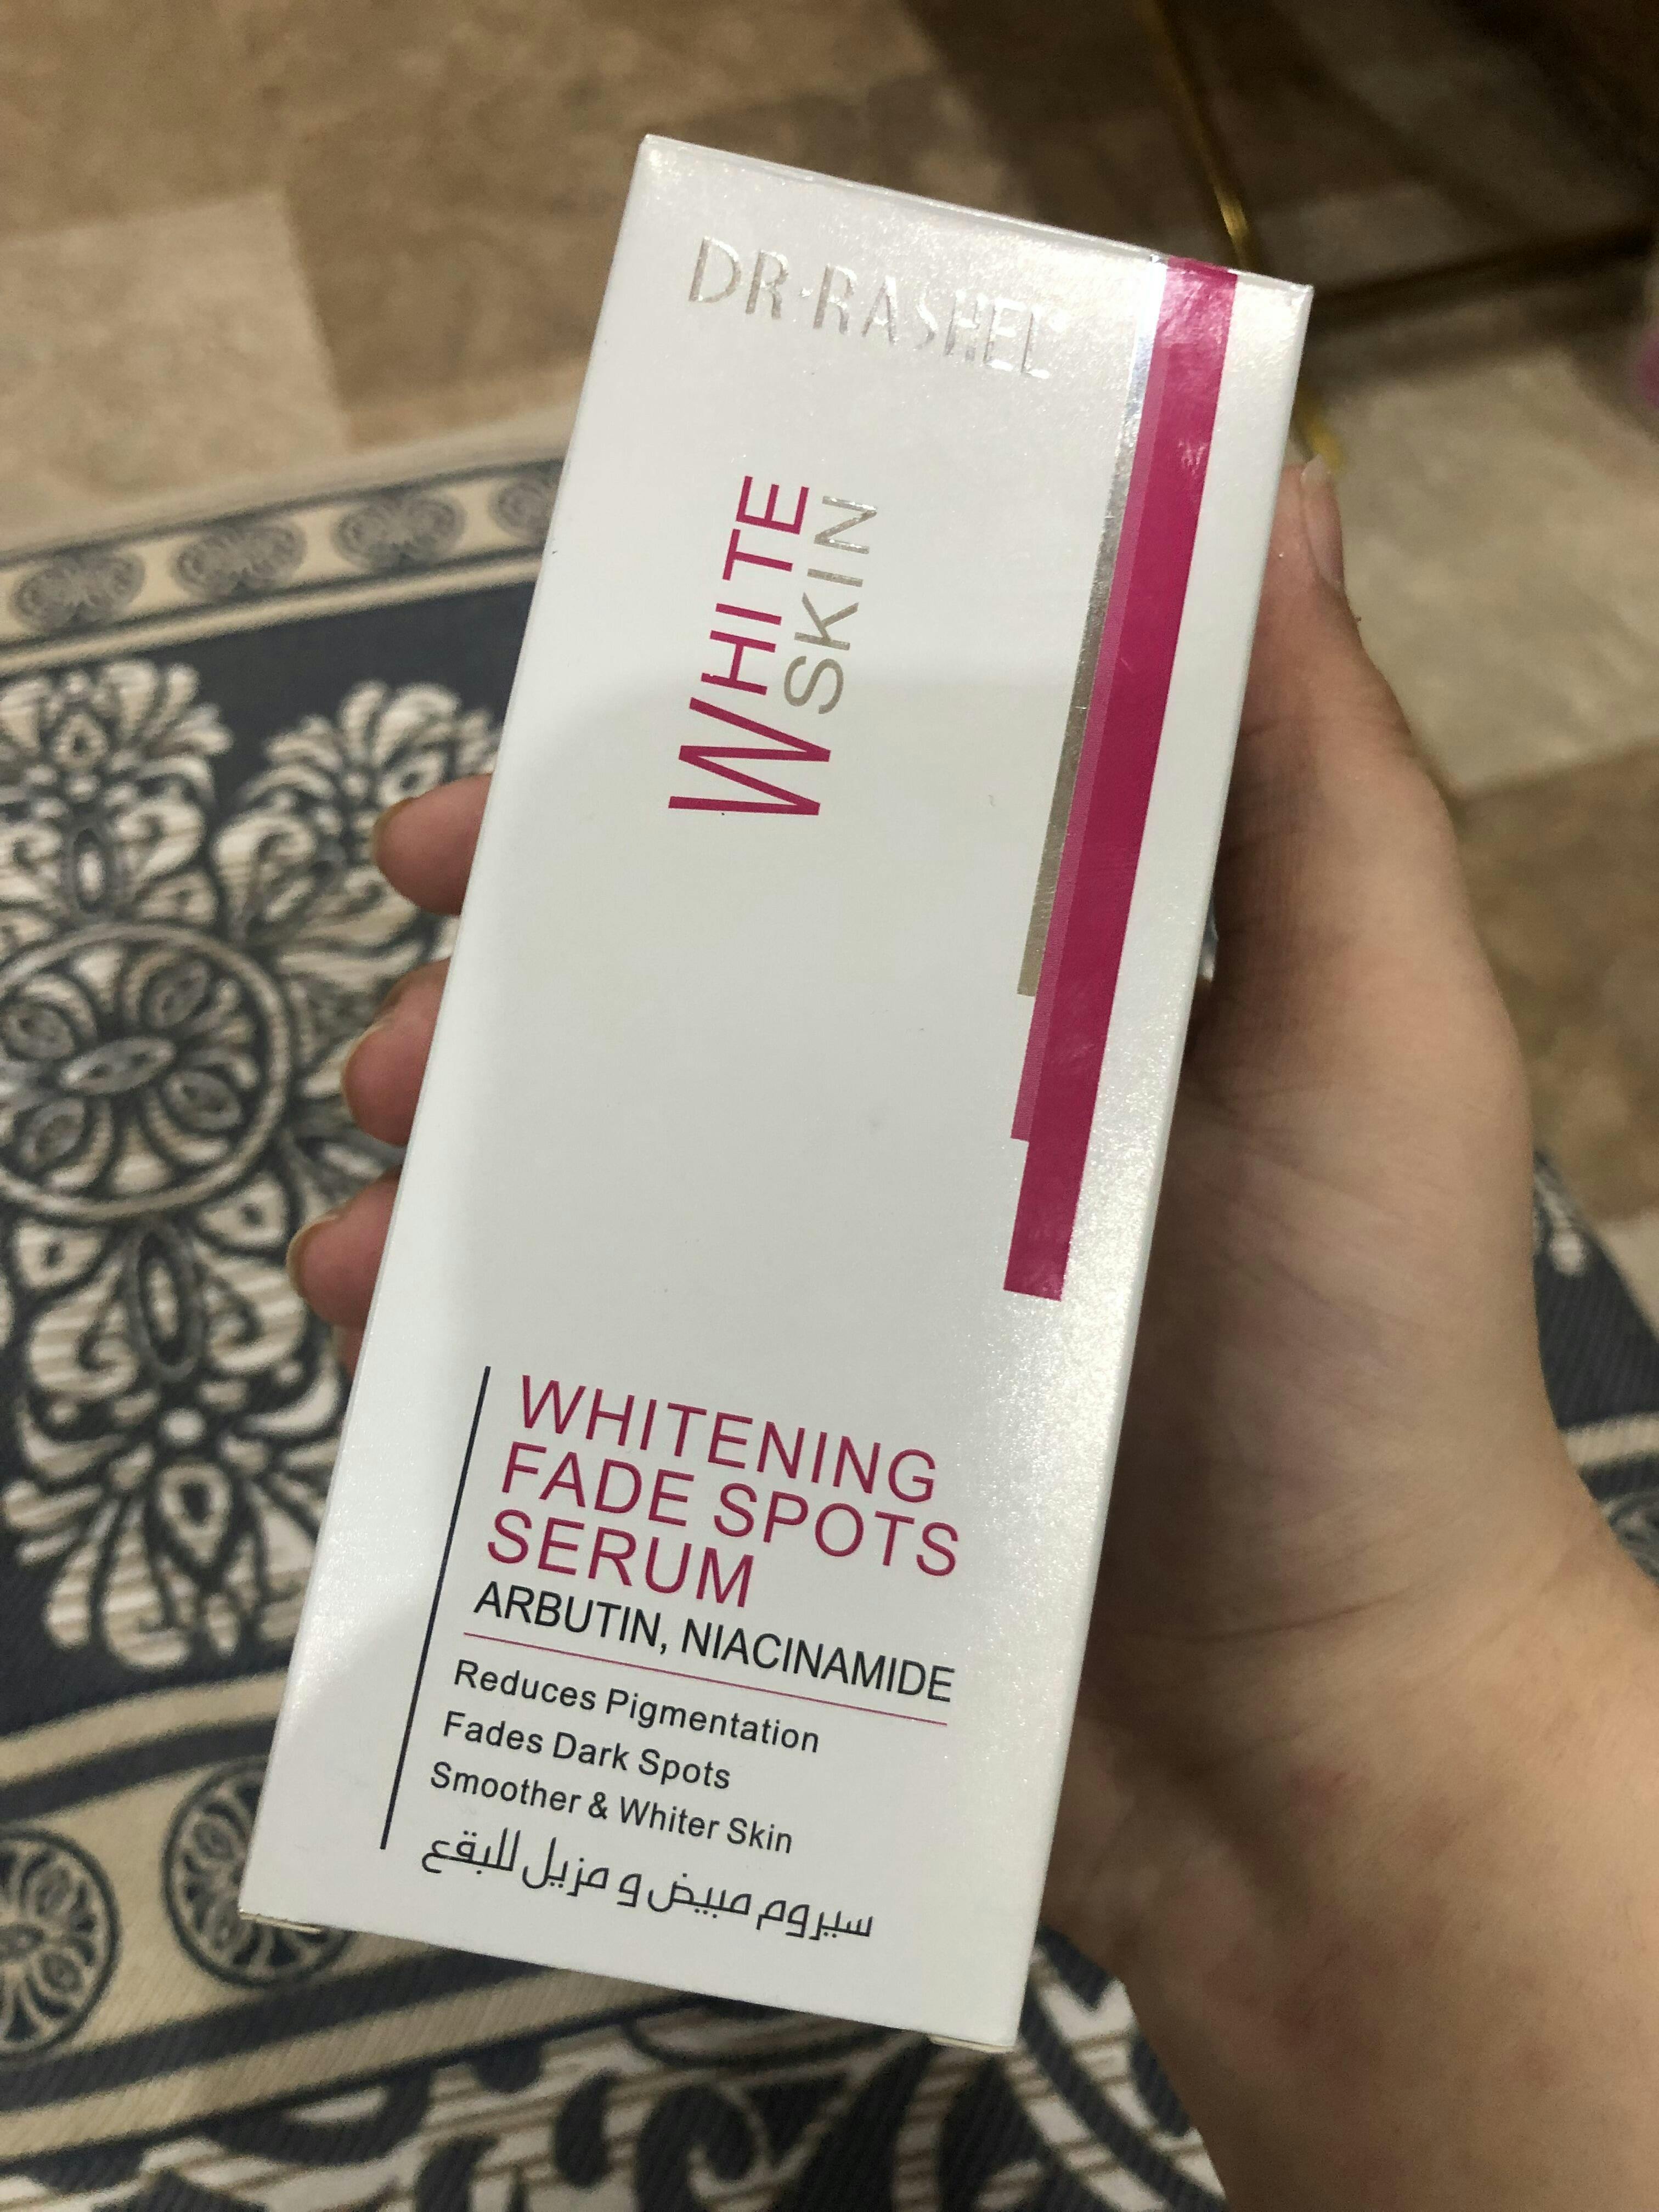 DR·RASHEL
WHITE
SKIN
WHITENING
FADE SPOTS
SERUM
ARBUTIN, NIACINAMIDE
Reduces Pigmentation
Fades Dark Spots
Smoother & Whiter Skin
سيروم مبيض و مزيل للبقع